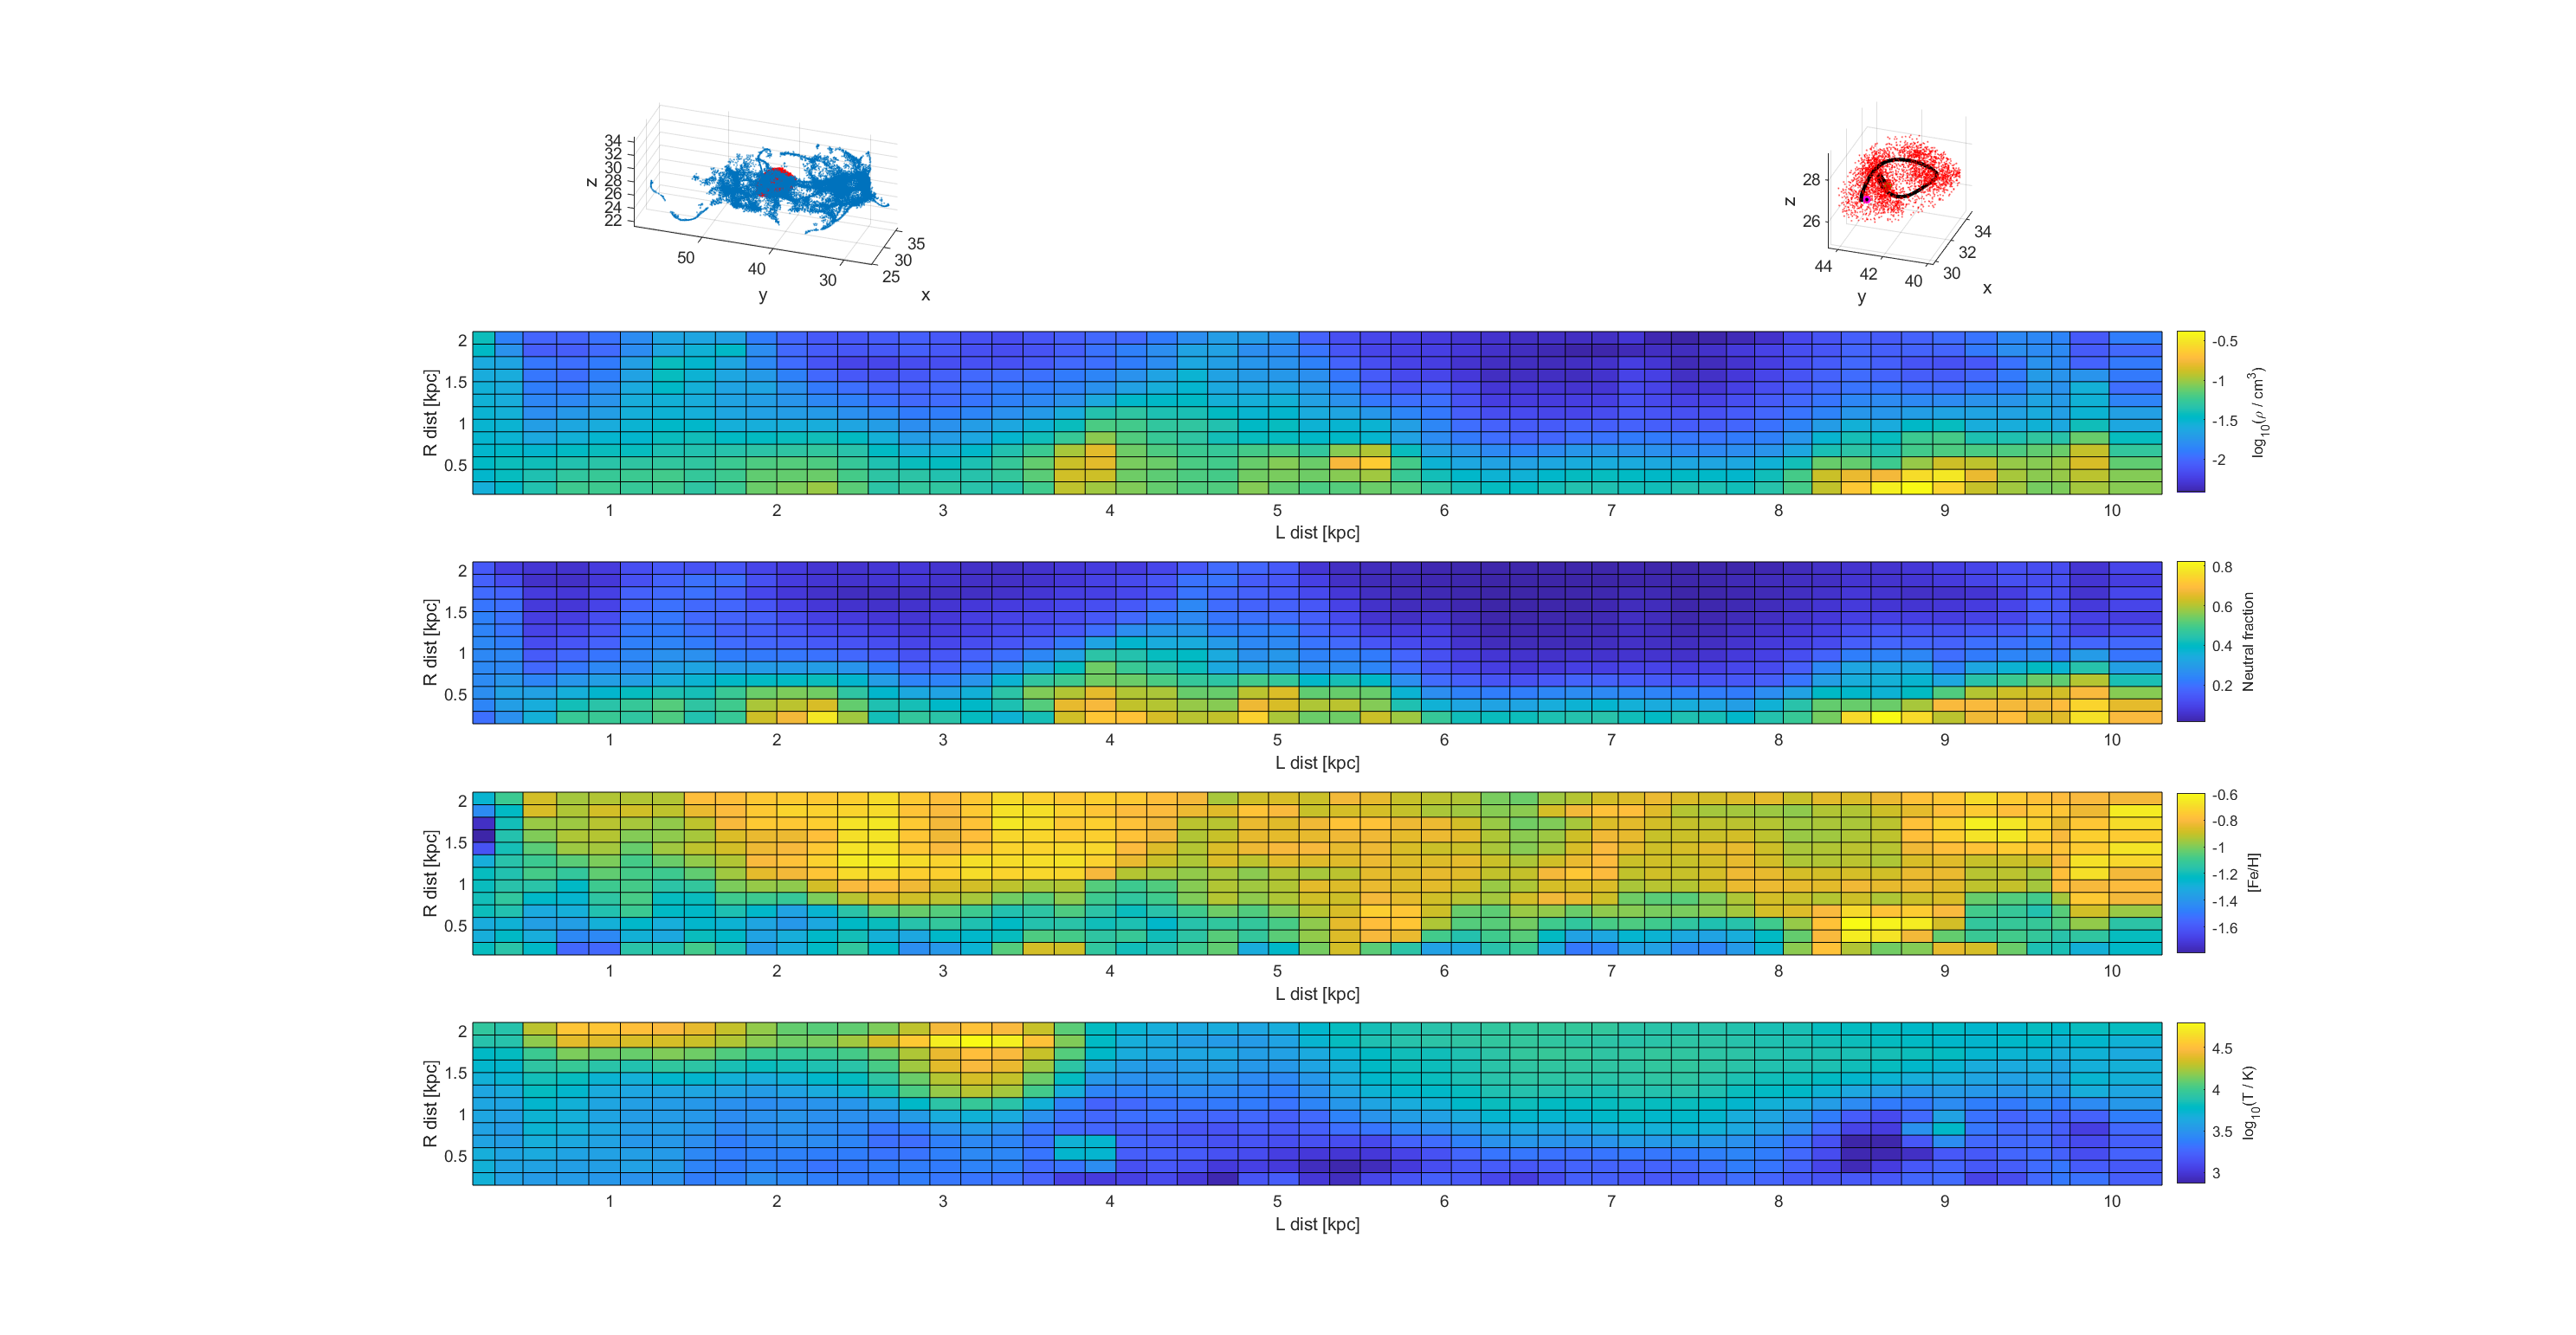 34
32
30
28
26
24
22
z
50
40
30
y
35
30
25
x
28
26
z
44
42
40
y
34
32
30
x
2
1.5
1
0.5
R dist [kpc]
1 2 3 4 5 6 7 8 9 10
L dist [kpc]
-0.5
-1
-1.5
-2
log10(ρ / cm3)
2
1.5
1
0.5
R dist [kpc]
1 2 3 4 5 6 7 8 9 10
L dist [kpc]
0.8
0.6
0.4
0.2
Neutral fraction
2
1.5
1
0.5
R dist [kpc]
1 2 3 4 5 6 7 8 9 10
L dist [kpc]
-0.6
-0.8
-1
-1.2
-1.4
-1.6
[Fe/H]
2
1.5
1
0.5
R dist [kpc]
1 2 3 4 5 6 7 8 9 10
L dist [kpc]
4.5
4
3.5
3
log10(T / K)